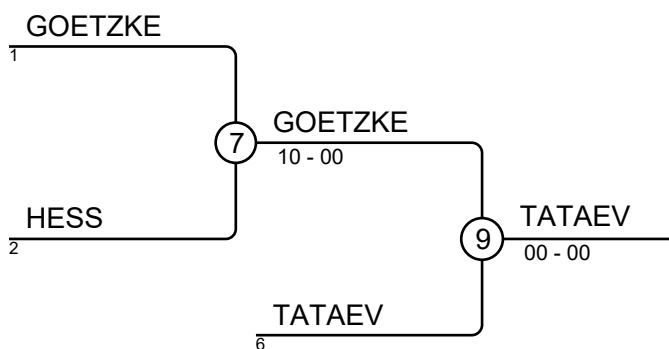 GOETZKE
1
7
GOETZKE
10 - 00
HESS
2
9
TATAEV
00 - 00
TATAEV
6